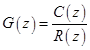 G(z) = C(z) / R(z)